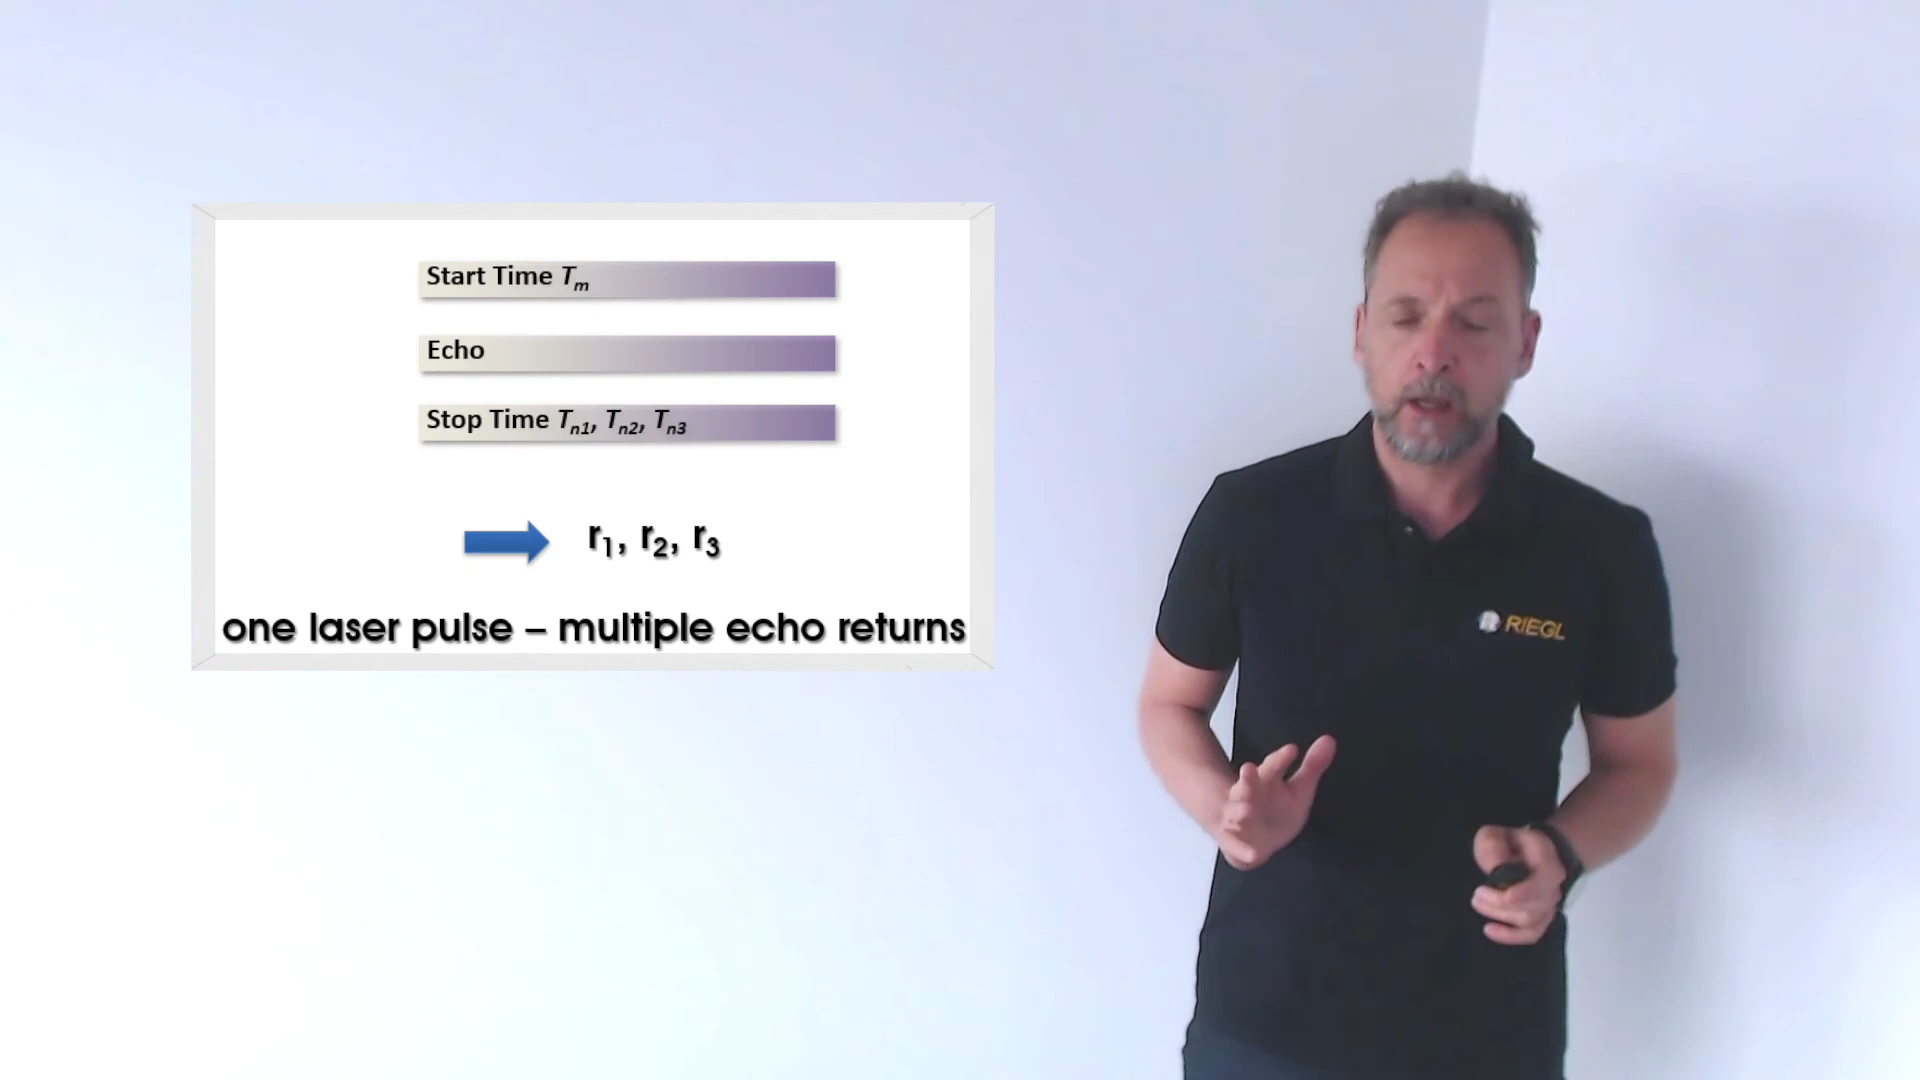 Start Time Tm
Echo
Stop Time Tn1, Tn2, Tn3
r1, r2, r3
one laser pulse – multiple echo returns
RIEGL